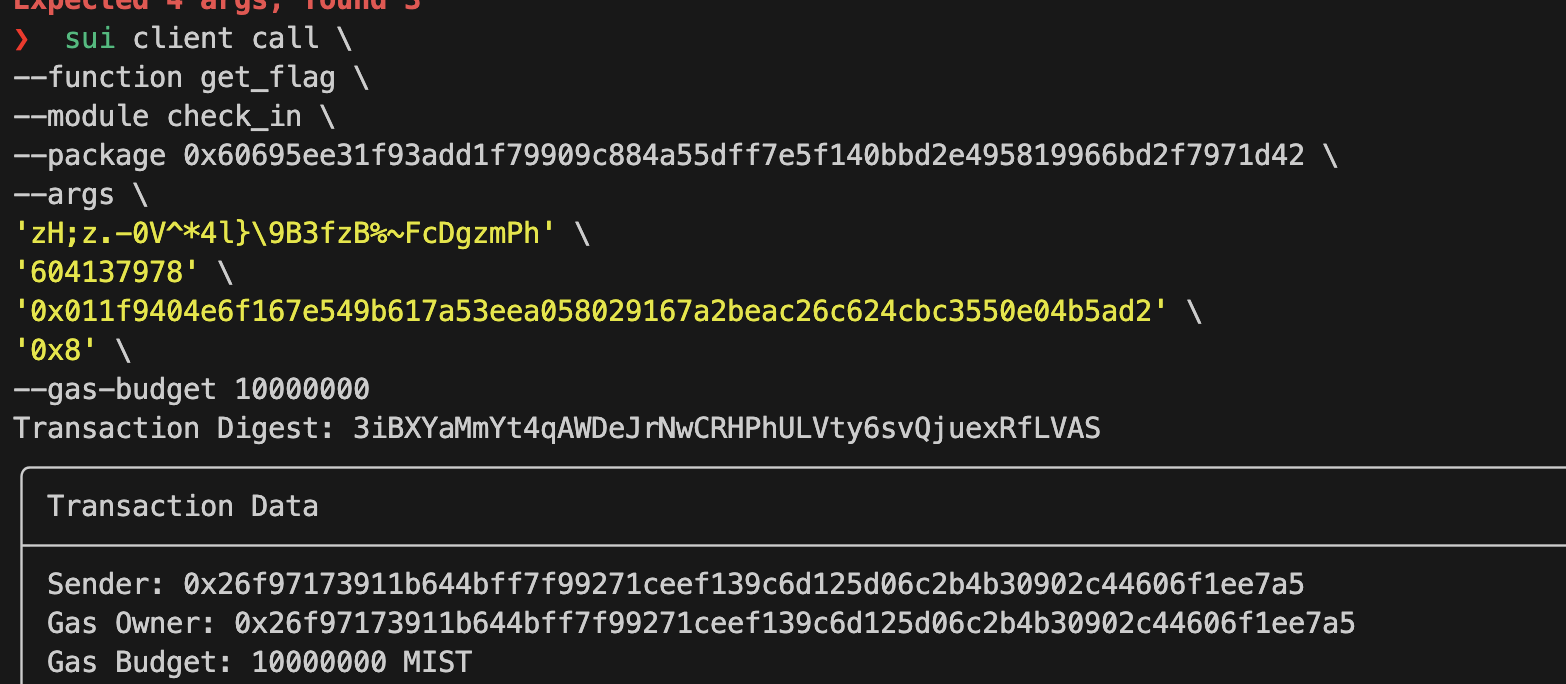 Expected 4 args, found 3
❯ sui client call \
--function get_flag \
--module check_in \
--package 0x60695ee31f93add1f79909c884a55dff7e5f140bbd2e495819966bd2f7971d42 \
--args \
'zH;z.-0V^*4l}\9B3fzB%~FcDgzmPh' \
'604137978' \
'0x011f9404e6f167e549b617a53eea058029167a2beac26c624cbc3550e04b5ad2' \
'0x8' \
--gas-budget 10000000
Transaction Digest: 3iBXYaMmYt4qAWDeJrNwCRHPhULVty6svQjuexRfLVAS
Transaction Data
Sender: 0x26f97173911b644bff7f99271ceef139c6d125d06c2b4b30902c44606f1ee7a5
Gas Owner: 0x26f97173911b644bff7f99271ceef139c6d125d06c2b4b30902c44606f1ee7a5
Gas Budget: 10000000 MIST